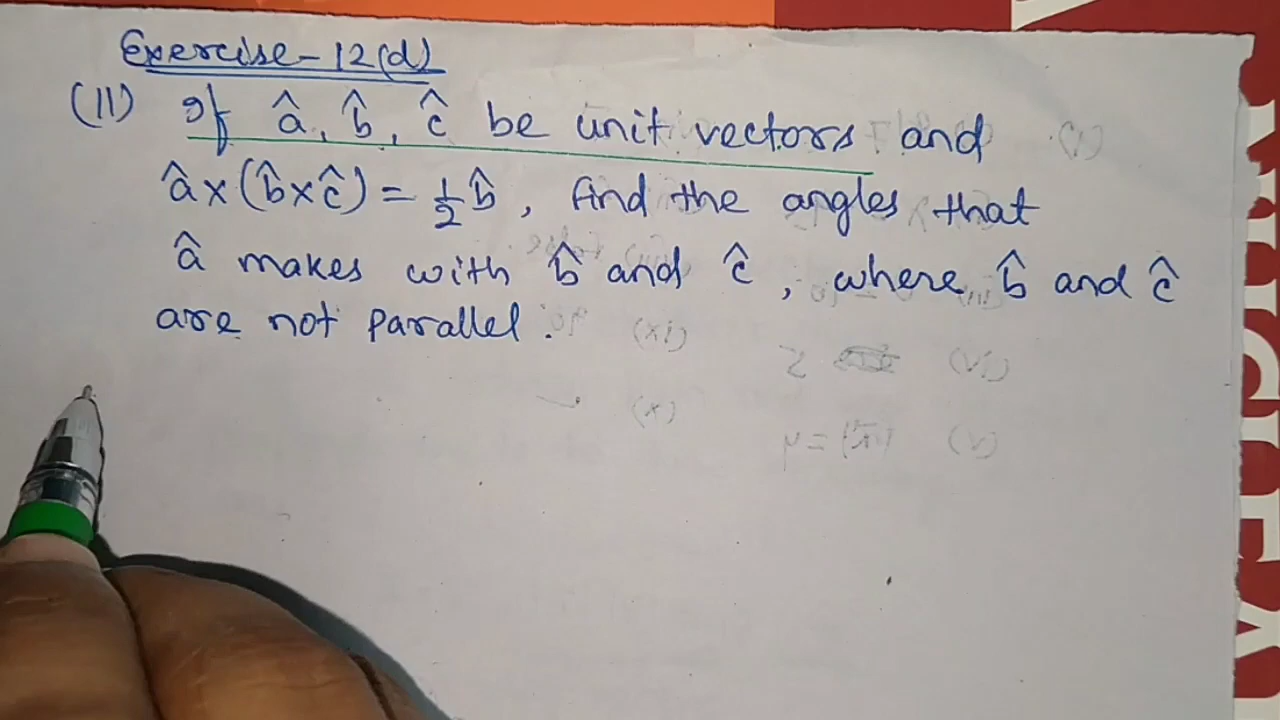 Exercise-12(d)
(11) If â, b̂, ĉ be unit vectors and
â×(b̂×ĉ) = 1/2 b̂, find the angles that
â makes with b̂ and ĉ, where b̂ and ĉ
are not parallel.